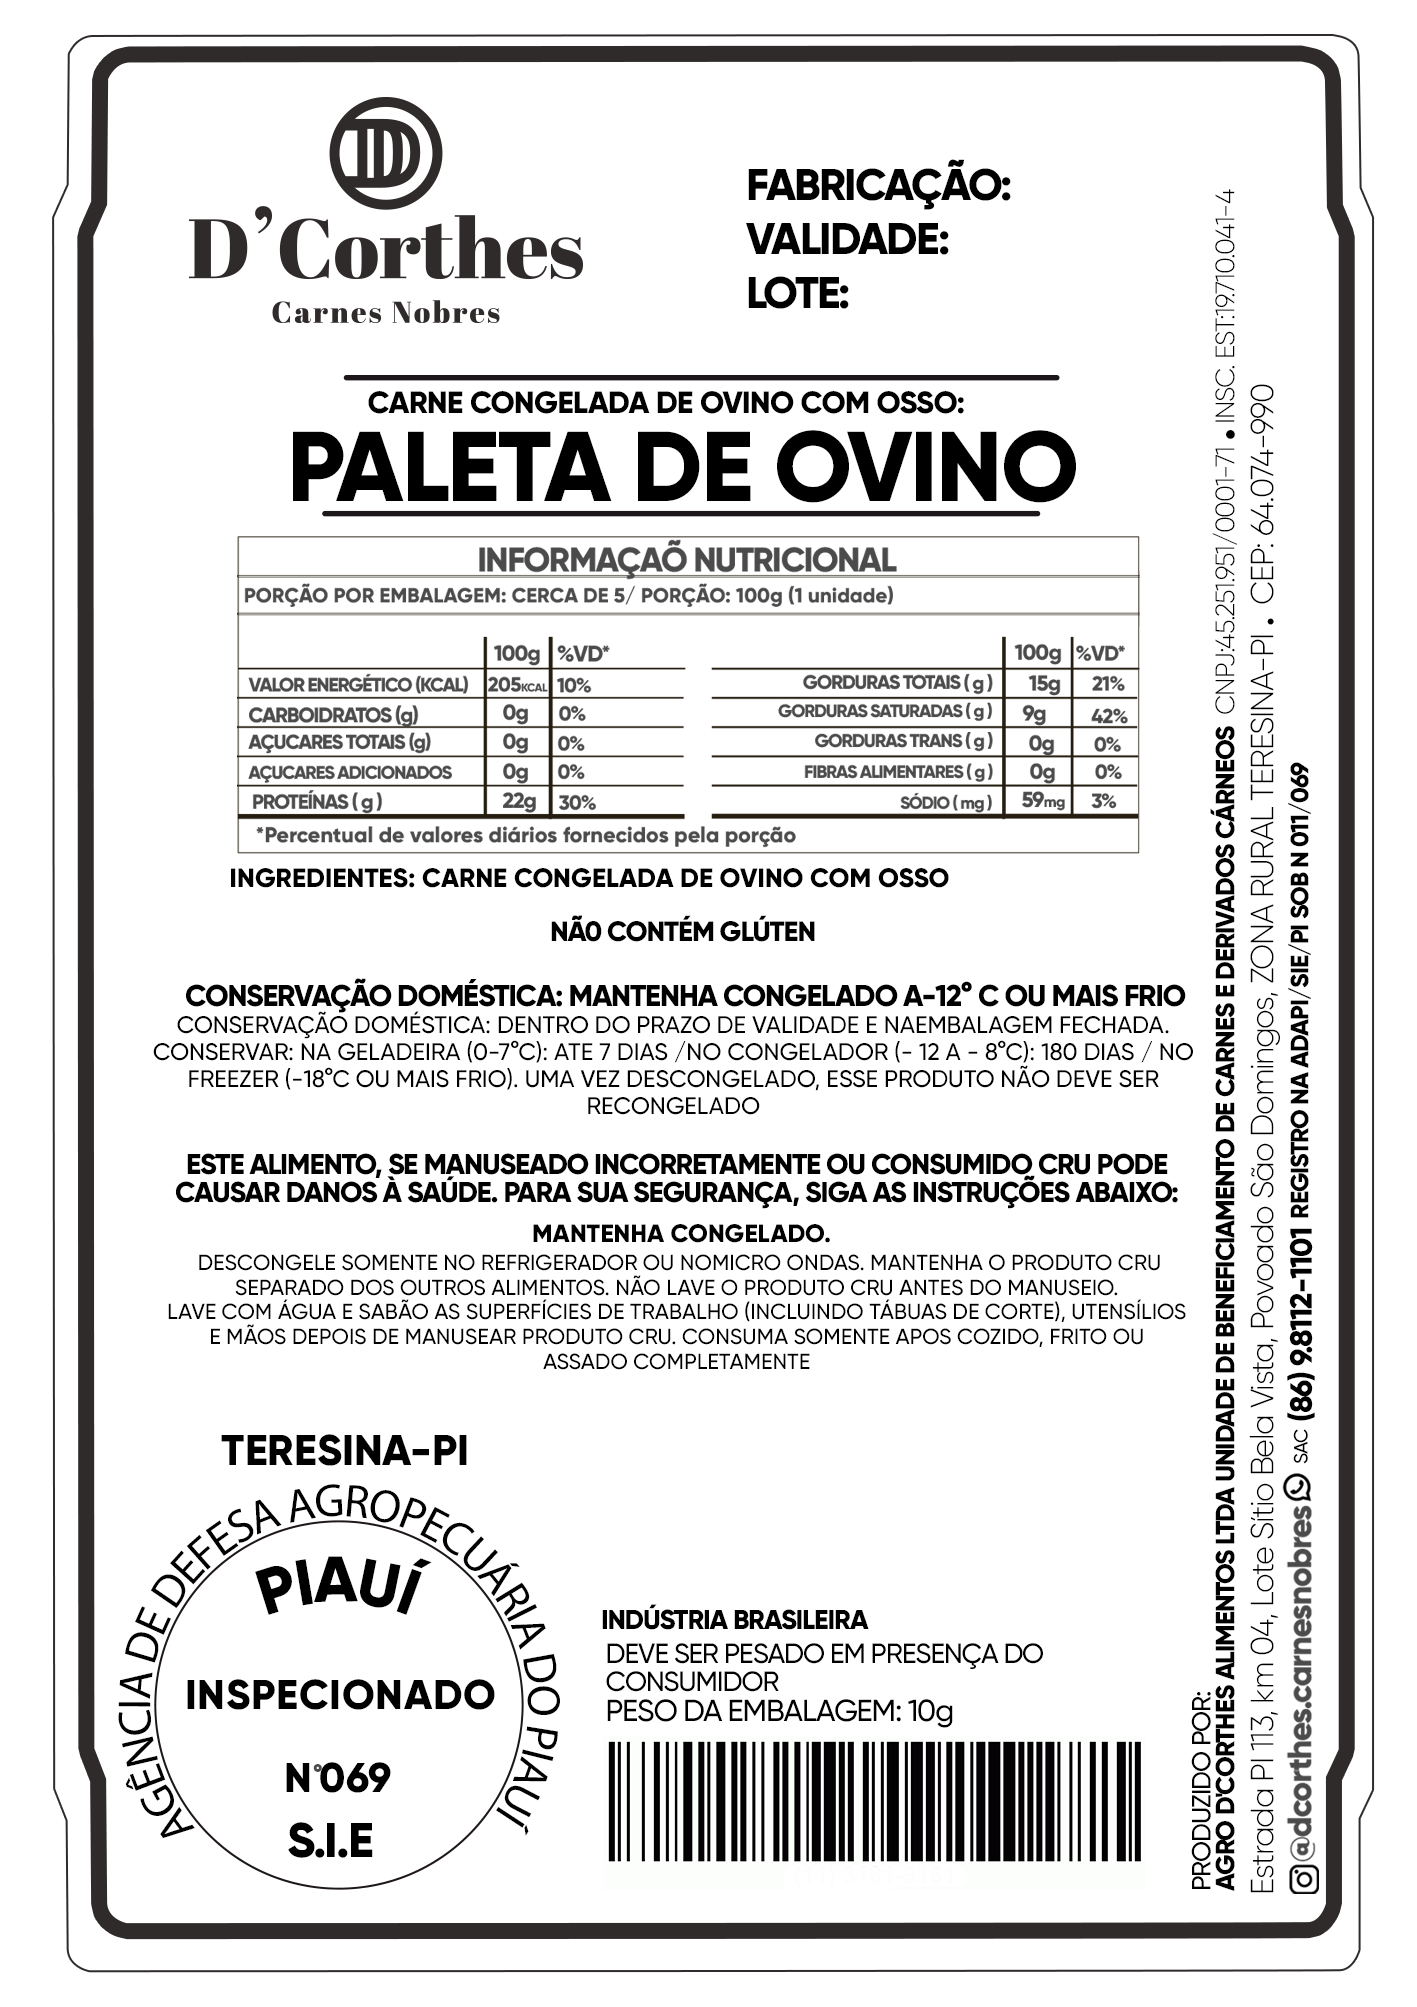 D
D'Corthes
Carnes Nobres
FABRICAÇÃO:
VALIDADE:
LOTE:
CARNE CONGELADA DE OVINO COM OSSO:
PALETA DE OVINO
INFORMAÇAÕ NUTRICIONAL
PORÇÃO POR EMBALAGEM: CERCA DE 5/ PORÇÃO: 100g (1 unidade)
100g %VD*
VALOR ENERGÉTICO (KCAL) 205KCAL 10%
CARBOIDRATOS (g) 0g 0%
AÇUCARES TOTAIS (g) 0g 0%
AÇUCARES ADICIONADOS 0g 0%
PROTEÍNAS ( g ) 22g 30%
100g %VD*
GORDURAS TOTAIS ( g ) 15g 21%
GORDURAS SATURADAS ( g ) 9g 42%
GORDURAS TRANS ( g ) 0g 0%
FIBRAS ALIMENTARES ( g ) 0g 0%
SÓDIO ( mg ) 59mg 3%
*Percentual de valores diários fornecidos pela porção
INGREDIENTES: CARNE CONGELADA DE OVINO COM OSSO
NÃ0 CONTÉM GLÚTEN
CONSERVAÇÃO DOMÉSTICA: MANTENHA CONGELADO A-12° C OU MAIS FRIO
CONSERVAÇÃO DOMÉSTICA: DENTRO DO PRAZO DE VALIDADE E NAEMBALAGEM FECHADA.
CONSERVAR: NA GELADEIRA (0-7°C): ATE 7 DIAS /NO CONGELADOR (- 12 A - 8°C): 180 DIAS / NO
FREEZER (-18°C OU MAIS FRIO). UMA VEZ DESCONGELADO, ESSE PRODUTO NÃO DEVE SER
RECONGELADO
ESTE ALIMENTO, SE MANUSEADO INCORRETAMENTE OU CONSUMIDO CRU PODE
CAUSAR DANOS À SAÚDE. PARA SUA SEGURANÇA, SIGA AS INSTRUÇÕES ABAIXO:
MANTENHA CONGELADO.
DESCONGELE SOMENTE NO REFRIGERADOR OU NOMICRO ONDAS. MANTENHA O PRODUTO CRU
SEPARADO DOS OUTROS ALIMENTOS. NÃO LAVE O PRODUTO CRU ANTES DO MANUSEIO.
LAVE COM ÁGUA E SABÃO AS SUPERFÍCIES DE TRABALHO (INCLUINDO TÁBUAS DE CORTE), UTENSÍLIOS
E MÃOS DEPOIS DE MANUSEAR PRODUTO CRU. CONSUMA SOMENTE APOS COZIDO, FRITO OU
ASSADO COMPLETAMENTE
TERESINA-PI
AGÊNCIA DE DEFESA AGROPECUÁRIA DO PIAUÍ
PIAUÍ
INSPECIONADO
N°069
S.I.E
INDÚSTRIA BRASILEIRA
DEVE SER PESADO EM PRESENÇA DO
CONSUMIDOR
PESO DA EMBALAGEM: 10g
PRODUZIDO POR:
AGRO D'CORTHES ALIMENTOS LTDA UNIDADE DE BENEFICIAMENTO DE CARNES E DERIVADOS CÁRNEOS CNPJ:45.251.951/0001-71 • INSC. EST:19.710.041-4
Estrada PI 113, km 04, Lote Sítio Bela Vista, Povoado São Domingos, ZONA RURAL TERESINA-PI . CEP: 64.074-990
@dcorthes.carnesnobres SAC (86) 9.8112-1101 REGISTRO NA ADAPI/SIE/PI SOB N 011/069